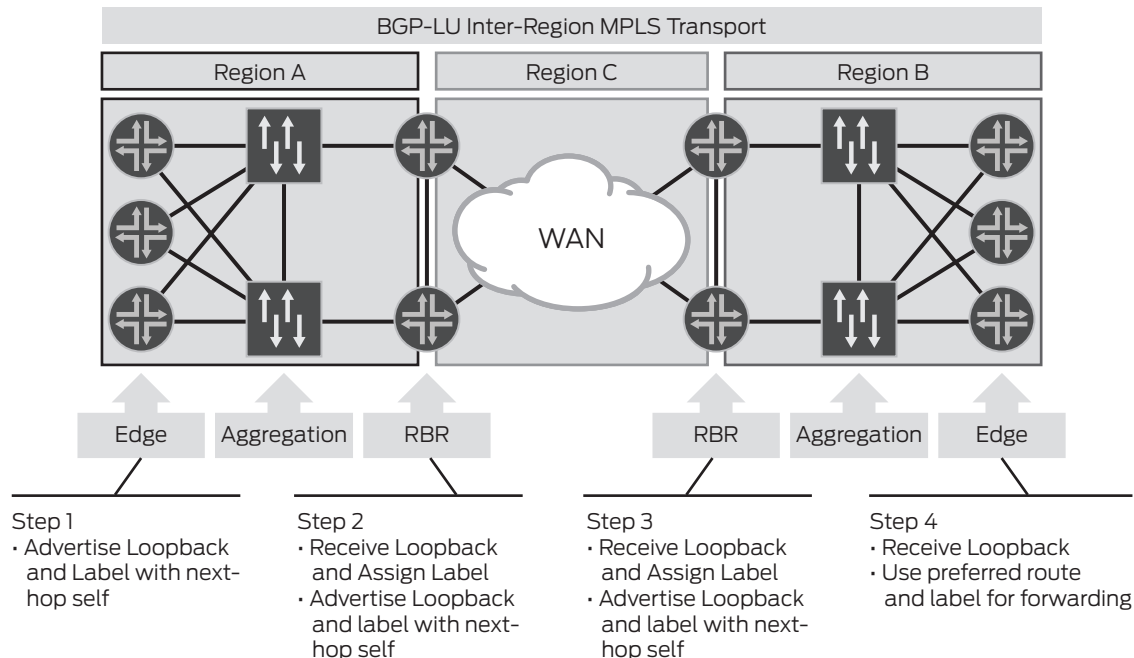 BGP-LU Inter-Region MPLS Transport
Region A
Region C
Region B
WAN
Edge
Aggregation
RBR
RBR
Aggregation
Edge
Step 1
· Advertise Loopback
and Label with next-
hop self
Step 2
· Receive Loopback
and Assign Label
· Advertise Loopback
and label with next-
hop self
Step 3
· Receive Loopback
and Assign Label
· Advertise Loopback
and label with next-
hop self
Step 4
· Receive Loopback
· Use preferred route
and label for forwarding